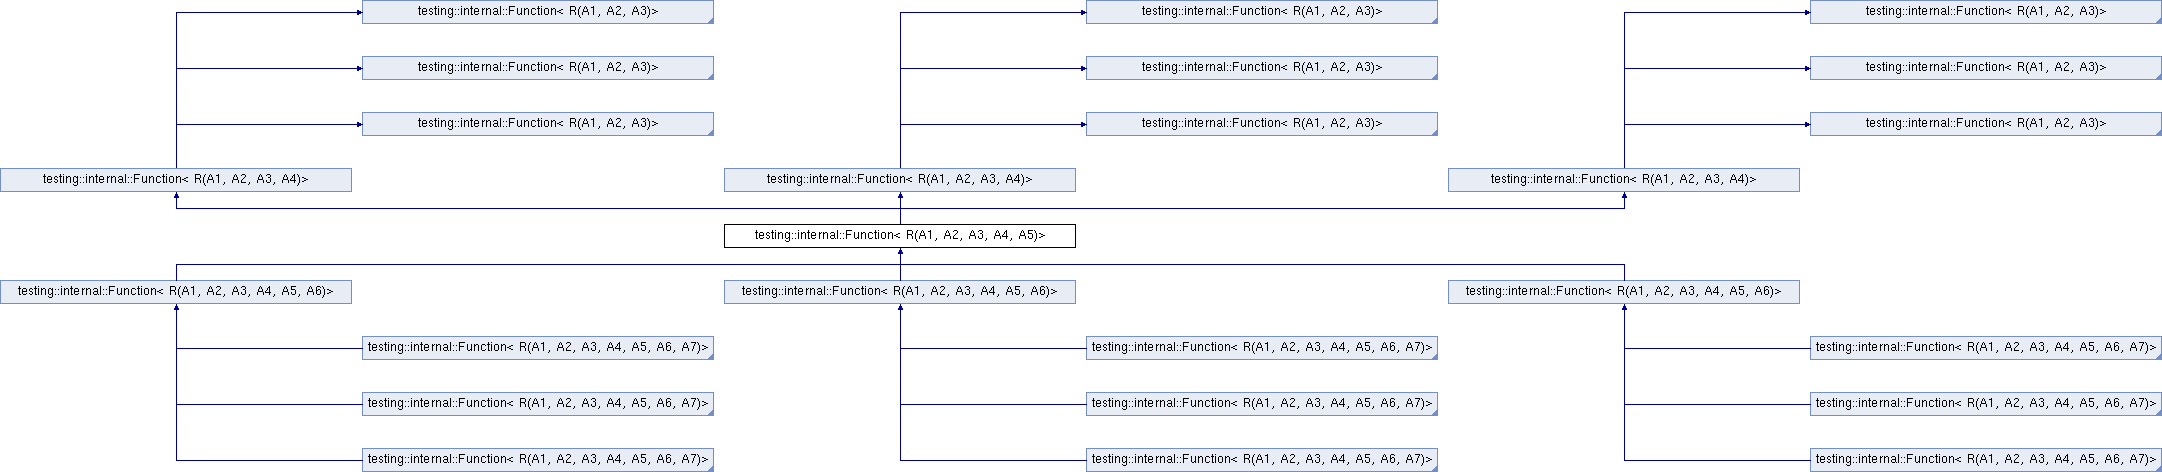 testing::internal::Function< R(A1, A2, A3)>
testing::internal::Function< R(A1, A2, A3)>
testing::internal::Function< R(A1, A2, A3)>
testing::internal::Function< R(A1, A2, A3)>
testing::internal::Function< R(A1, A2, A3)>
testing::internal::Function< R(A1, A2, A3)>
testing::internal::Function< R(A1, A2, A3)>
testing::internal::Function< R(A1, A2, A3)>
testing::internal::Function< R(A1, A2, A3)>
testing::internal::Function< R(A1, A2, A3, A4)>
testing::internal::Function< R(A1, A2, A3, A4)>
testing::internal::Function< R(A1, A2, A3, A4)>
testing::internal::Function< R(A1, A2, A3, A4, A5)>
testing::internal::Function< R(A1, A2, A3, A4, A5, A6)>
testing::internal::Function< R(A1, A2, A3, A4, A5, A6)>
testing::internal::Function< R(A1, A2, A3, A4, A5, A6)>
testing::internal::Function< R(A1, A2, A3, A4, A5, A6, A7)>
testing::internal::Function< R(A1, A2, A3, A4, A5, A6, A7)>
testing::internal::Function< R(A1, A2, A3, A4, A5, A6, A7)>
testing::internal::Function< R(A1, A2, A3, A4, A5, A6, A7)>
testing::internal::Function< R(A1, A2, A3, A4, A5, A6, A7)>
testing::internal::Function< R(A1, A2, A3, A4, A5, A6, A7)>
testing::internal::Function< R(A1, A2, A3, A4, A5, A6, A7)>
testing::internal::Function< R(A1, A2, A3, A4, A5, A6, A7)>
testing::internal::Function< R(A1, A2, A3, A4, A5, A6, A7)>